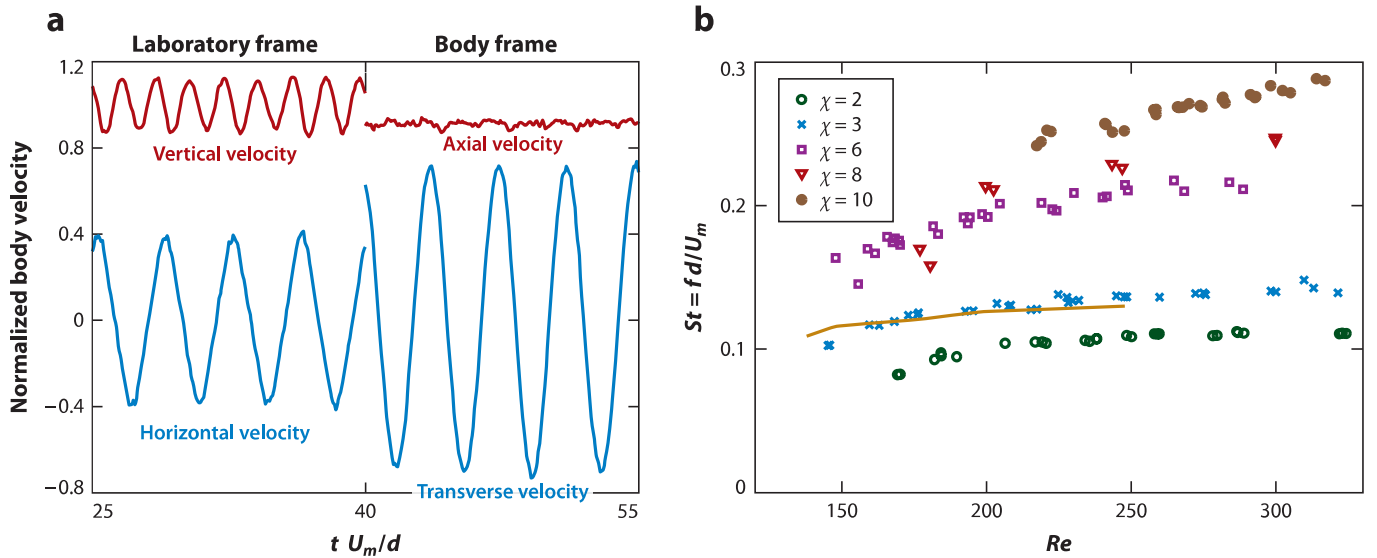 a
Laboratory frame
Body frame
1.2
0.8
0.4
0
−0.4
−0.8
Normalized body velocity
Vertical velocity
Axial velocity
Horizontal velocity
Transverse velocity
25
40
55
t U_m/d
b
0.3
0.2
0.1
0
St = f d/U_m
χ = 2
χ = 3
χ = 6
χ = 8
χ = 10
150
200
250
300
Re